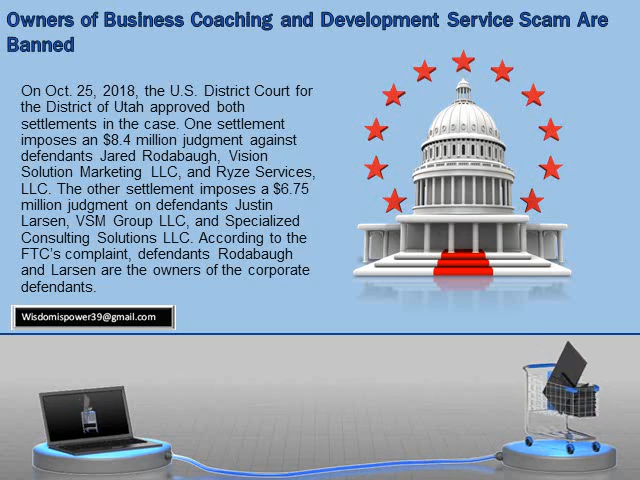 Owners of Business Coaching and Development Service Scam Are
Banned
On Oct. 25, 2018, the U.S. District Court for
the District of Utah approved both
settlements in the case. One settlement
imposes an $8.4 million judgment against
defendants Jared Rodabaugh, Vision
Solution Marketing LLC, and Ryze Services,
LLC. The other settlement imposes a $6.75
million judgment on defendants Justin
Larsen, VSM Group LLC, and Specialized
Consulting Solutions LLC. According to the
FTC's complaint, defendants Rodabaugh
and Larsen are the owners of the corporate
defendants.
Wisdomispower39@gmail.com